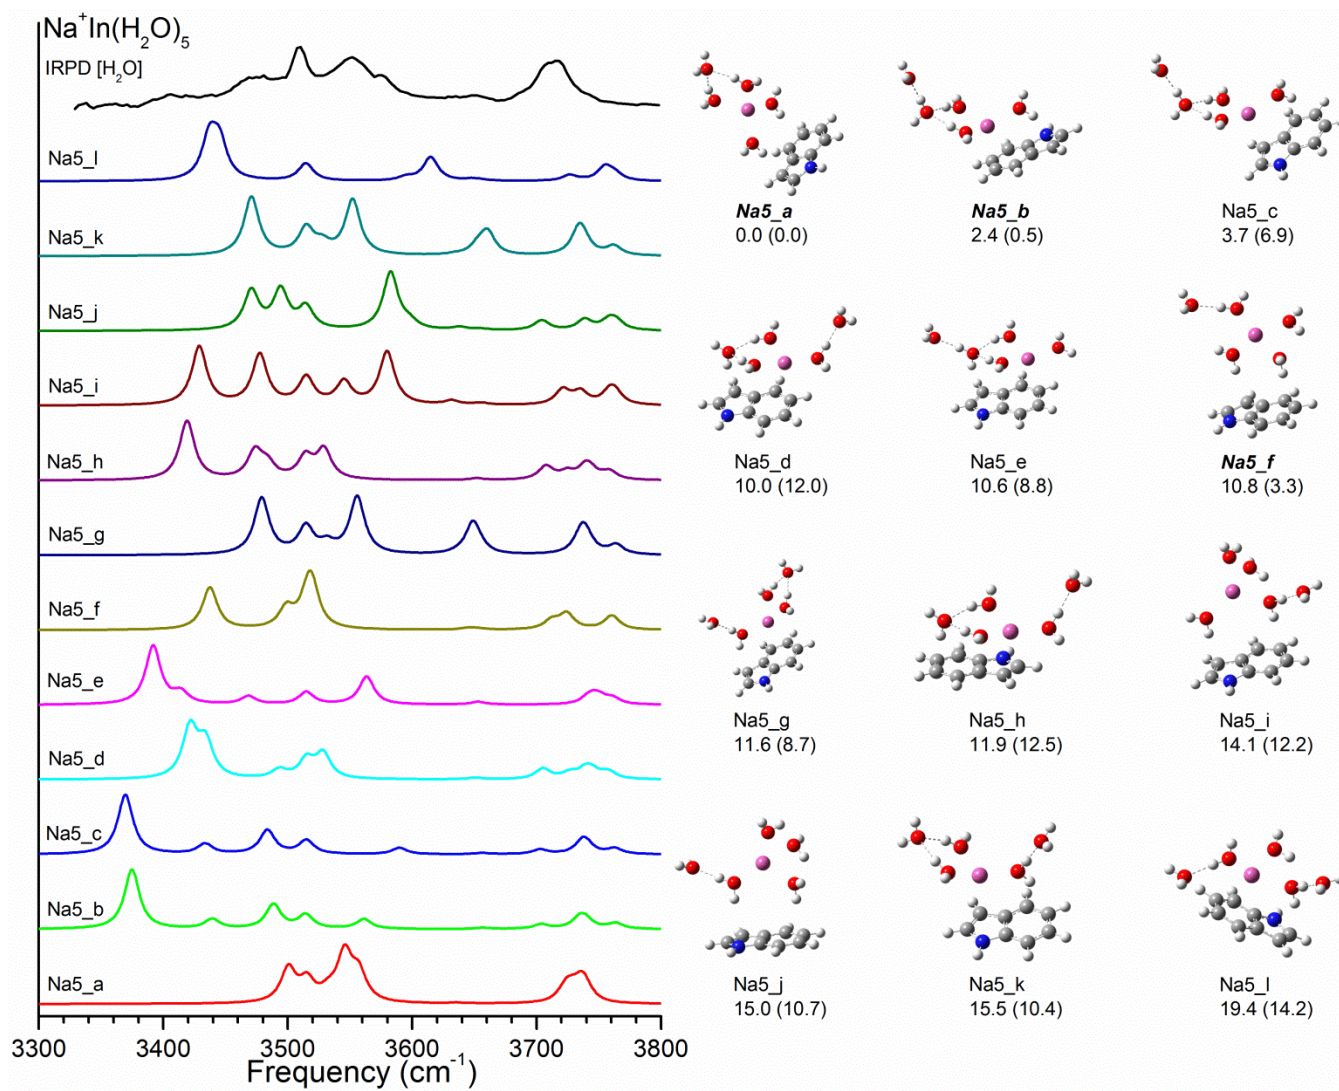 Na⁺In(H₂O)₅
IRPD [H₂O]
Na5_l
Na5_k
Na5_j
Na5_i
Na5_h
Na5_g
Na5_f
Na5_e
Na5_d
Na5_c
Na5_b
Na5_a
3300 3400 3500 3600 3700 3800
Frequency (cm⁻¹)
Na5_a Na5_b Na5_c
0.0 (0.0) 2.4 (0.5) 3.7 (6.9)
Na5_d Na5_e Na5_f
10.0 (12.0) 10.6 (8.8) 10.8 (3.3)
Na5_g Na5_h Na5_i
11.6 (8.7) 11.9 (12.5) 14.1 (12.2)
Na5_j Na5_k Na5_l
15.0 (10.7) 15.5 (10.4) 19.4 (14.2)